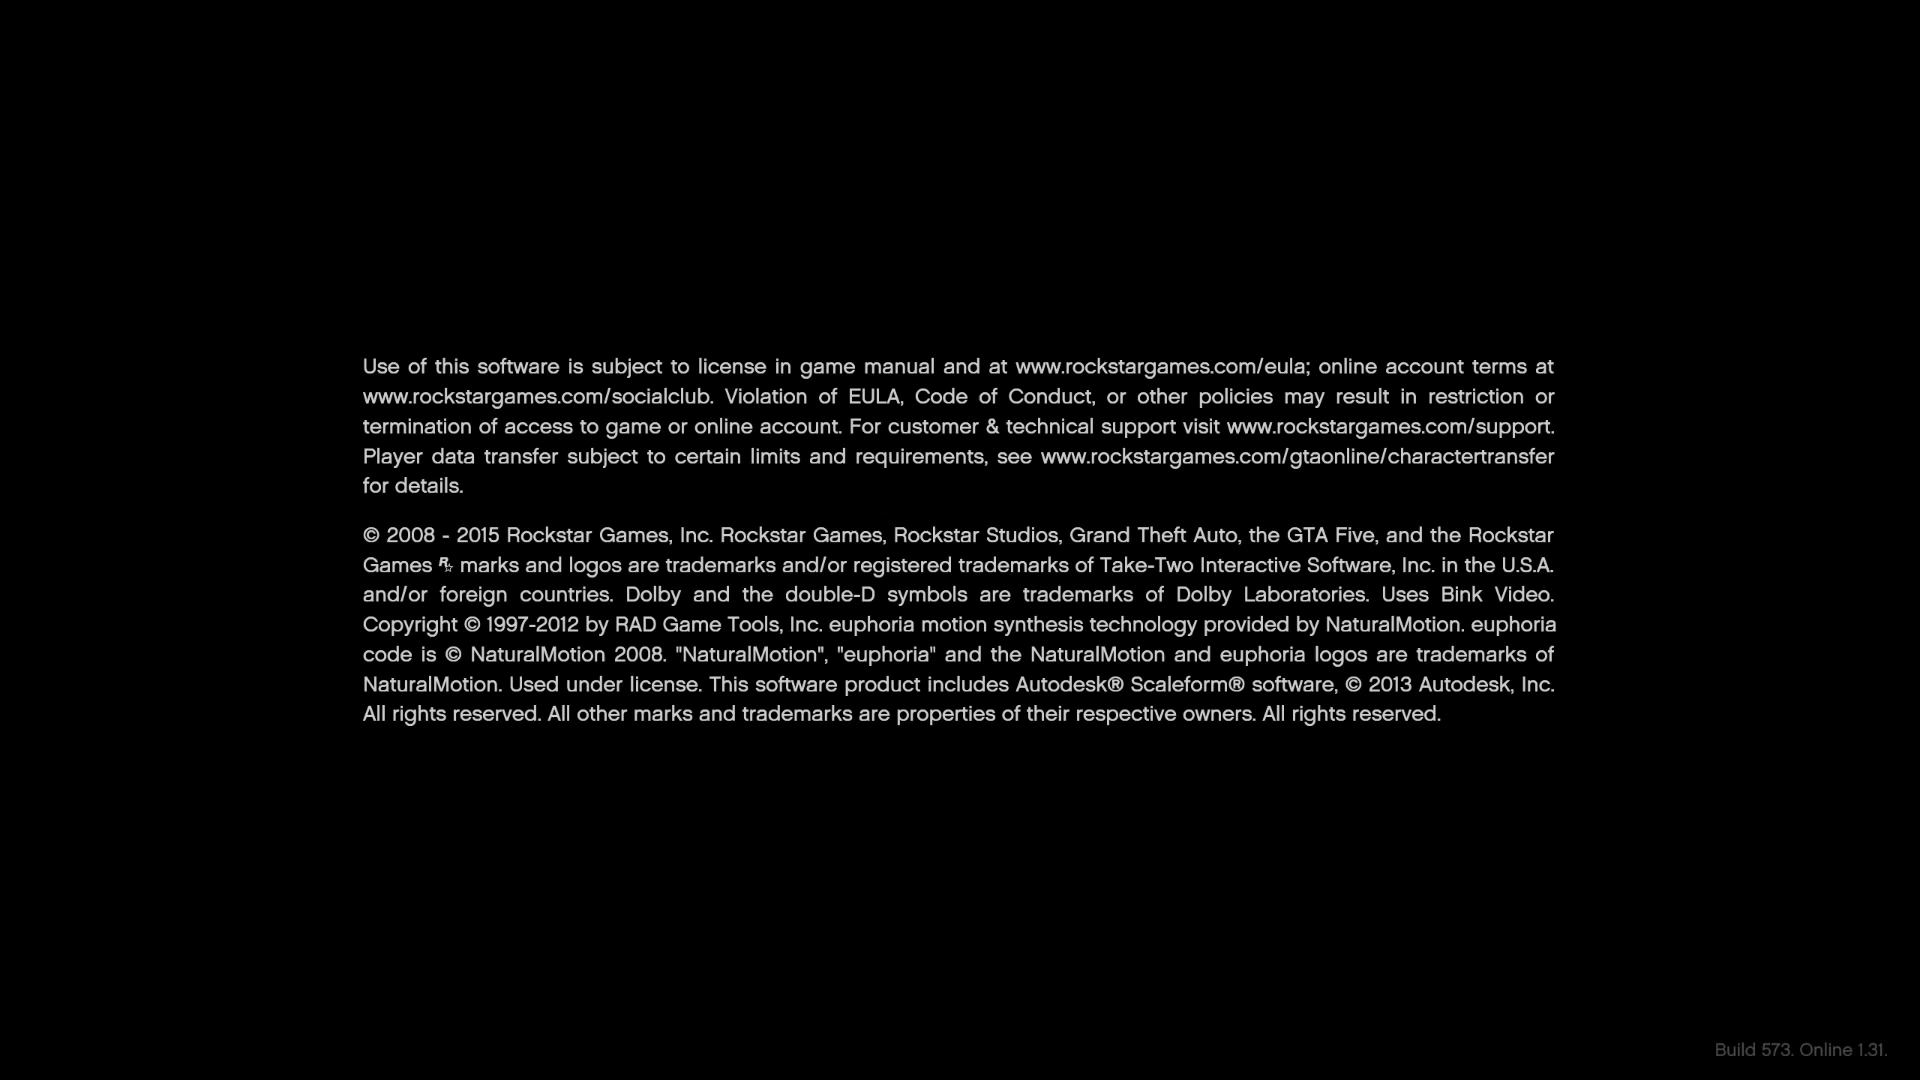 Use of this software is subject to license in game manual and at www.rockstargames.com/eula; online account terms at
www.rockstargames.com/socialclub. Violation of EULA, Code of Conduct, or other policies may result in restriction or
termination of access to game or online account. For customer & technical support visit www.rockstargames.com/support.
Player data transfer subject to certain limits and requirements, see www.rockstargames.com/gtaonline/charactertransfer
for details.
© 2008 - 2015 Rockstar Games, Inc. Rockstar Games, Rockstar Studios, Grand Theft Auto, the GTA Five, and the Rockstar
Games R☆ marks and logos are trademarks and/or registered trademarks of Take-Two Interactive Software, Inc. in the U.S.A.
and/or foreign countries. Dolby and the double-D symbols are trademarks of Dolby Laboratories. Uses Bink Video.
Copyright © 1997-2012 by RAD Game Tools, Inc. euphoria motion synthesis technology provided by NaturalMotion. euphoria
code is © NaturalMotion 2008. "NaturalMotion", "euphoria" and the NaturalMotion and euphoria logos are trademarks of
NaturalMotion. Used under license. This software product includes Autodesk® Scaleform® software, © 2013 Autodesk, Inc.
All rights reserved. All other marks and trademarks are properties of their respective owners. All rights reserved.
Build 573. Online 1.31.